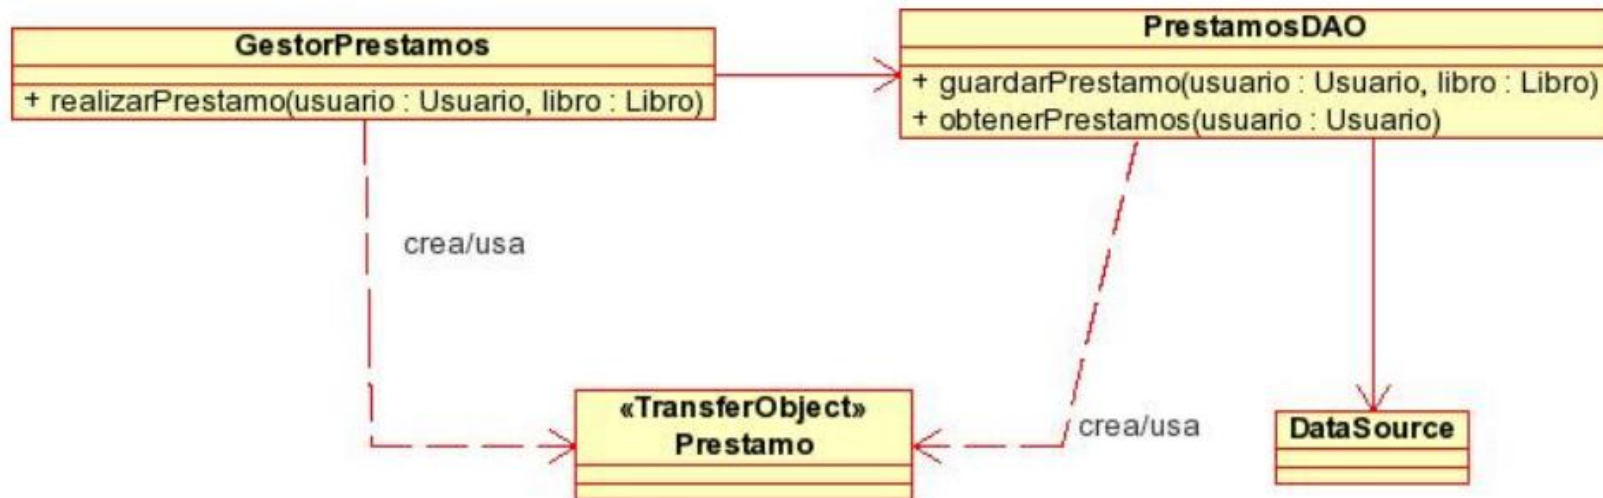 GestorPrestamos
+ realizarPrestamo(usuario : Usuario, libro : Libro)
PrestamosDAO
+ guardarPrestamo(usuario : Usuario, libro : Libro)
+ obtenerPrestamos(usuario : Usuario)
crea/usa
«TransferObject»
Prestamo
crea/usa
DataSource